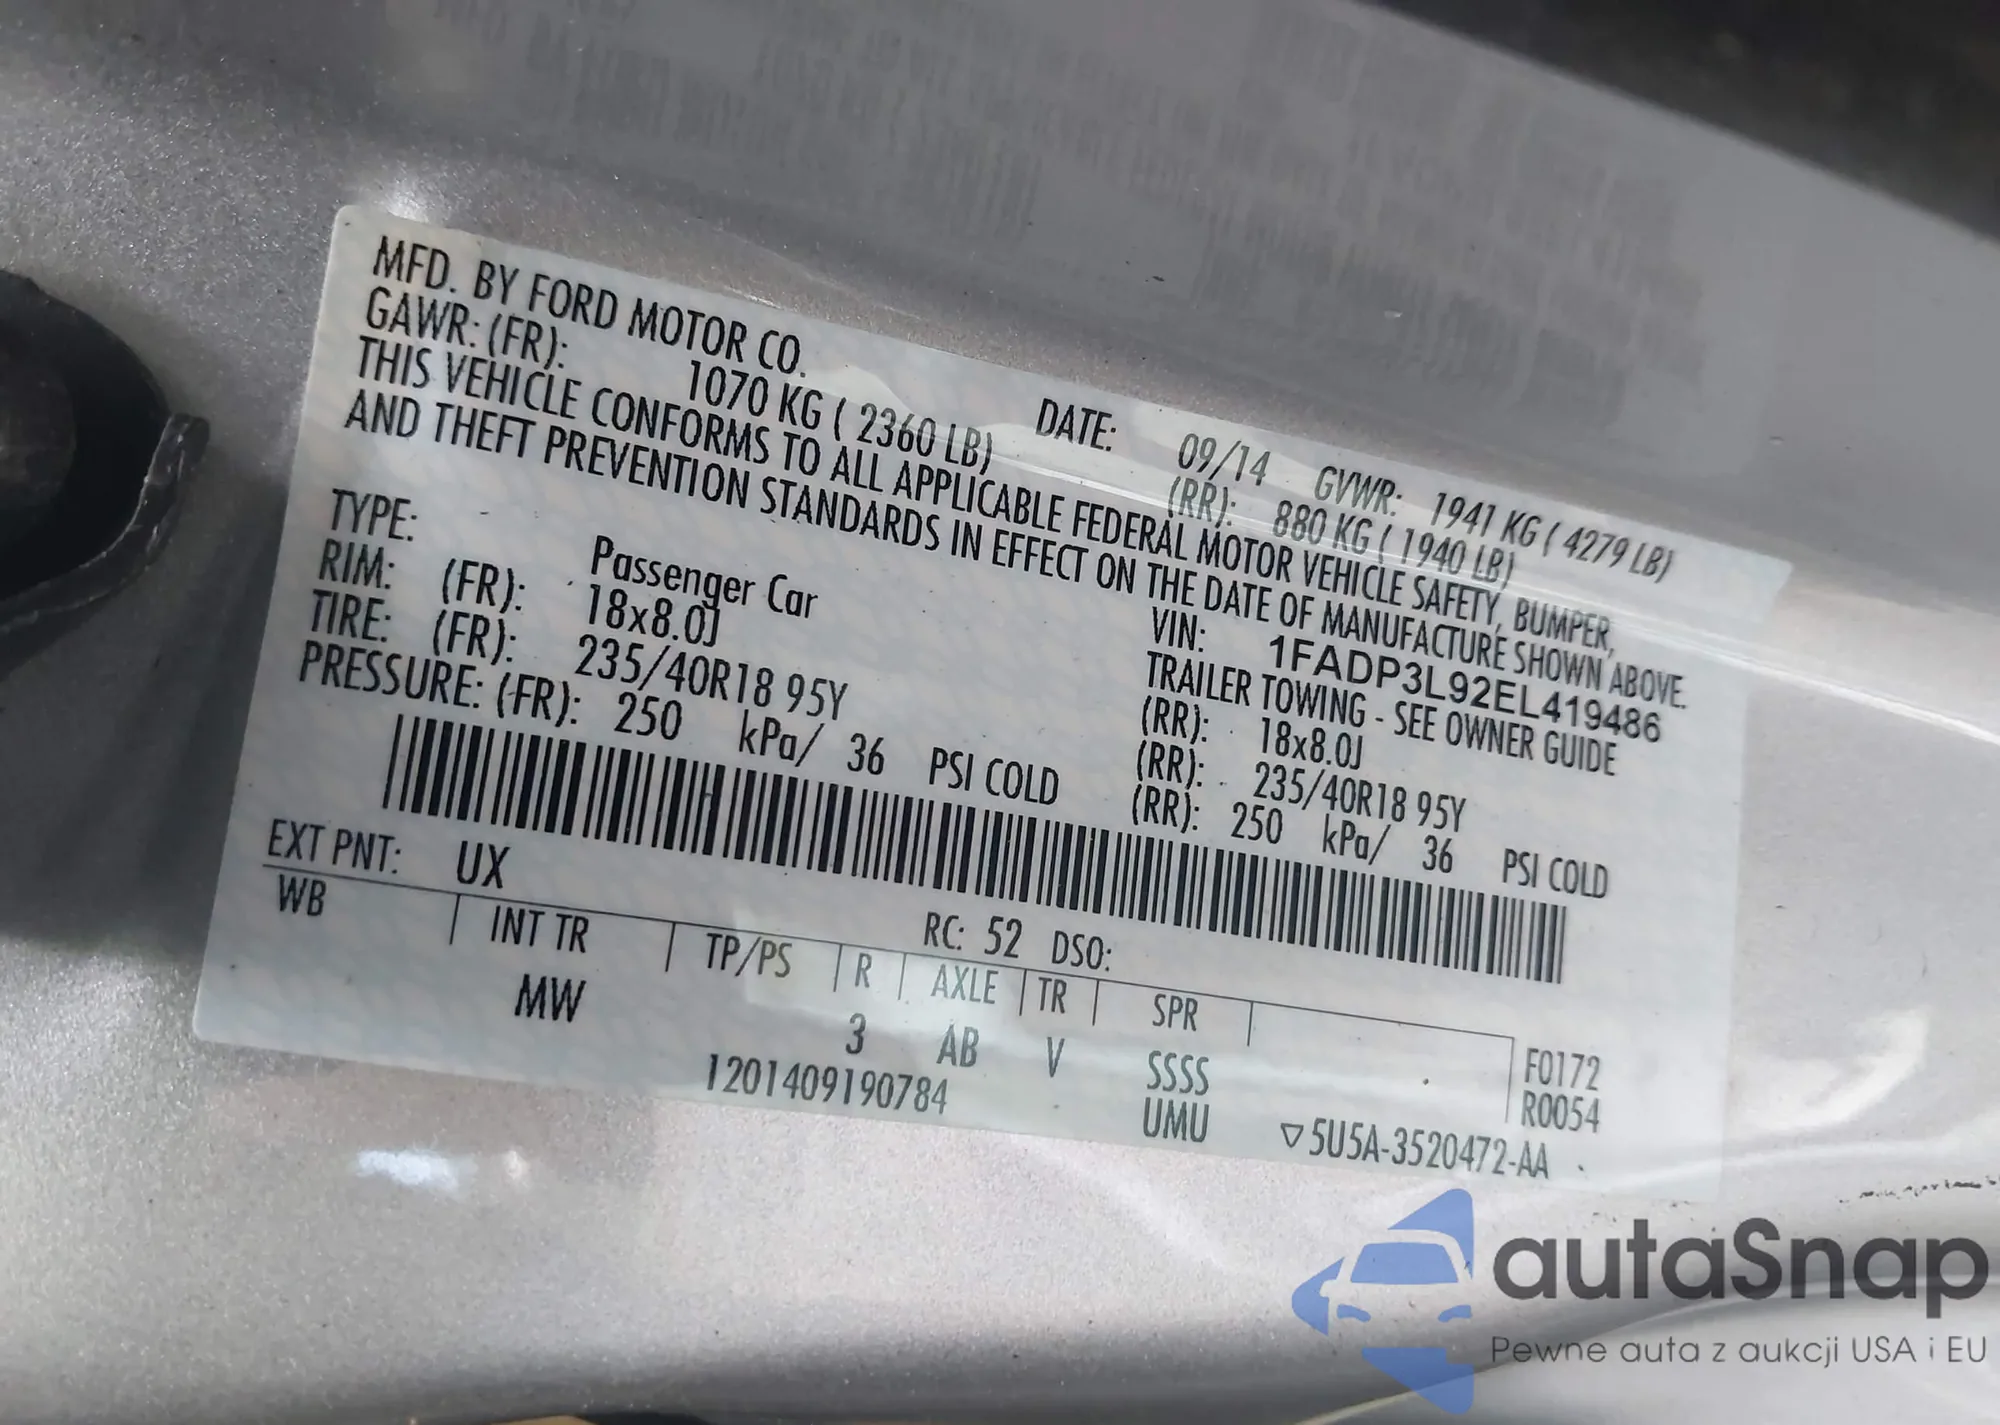 MFD. BY FORD MOTOR CO. DATE: 09/14 GVWR: 1941 KG ( 4279 LB)
GAWR: (FR): 1070 KG ( 2360 LB) (RR): 880 KG ( 1940 LB)
THIS VEHICLE CONFORMS TO ALL APPLICABLE FEDERAL MOTOR VEHICLE SAFETY, BUMPER,
AND THEFT PREVENTION STANDARDS IN EFFECT ON THE DATE OF MANUFACTURE SHOWN ABOVE.
VIN: 1FADP3L92EL419486
TYPE: Passenger Car TRAILER TOWING - SEE OWNER GUIDE
RIM: (FR): 18x8.0J (RR): 18x8.0J
TIRE: (FR): 235/40R18 95Y (RR): 235/40R18 95Y
PRESSURE: (FR): 250 kPa/ 36 PSI COLD (RR): 250 kPa/ 36 PSI COLD
EXT PNT: UX RC: 52 DSO:
WB INT TR TP/PS R AXLE TR SPR
MW 3 AB V SSSS F0172
1201409190784 UMU R0054
▽5U5A-3520472-AA
autaSnap
Pewne auta z aukcji USA i EU